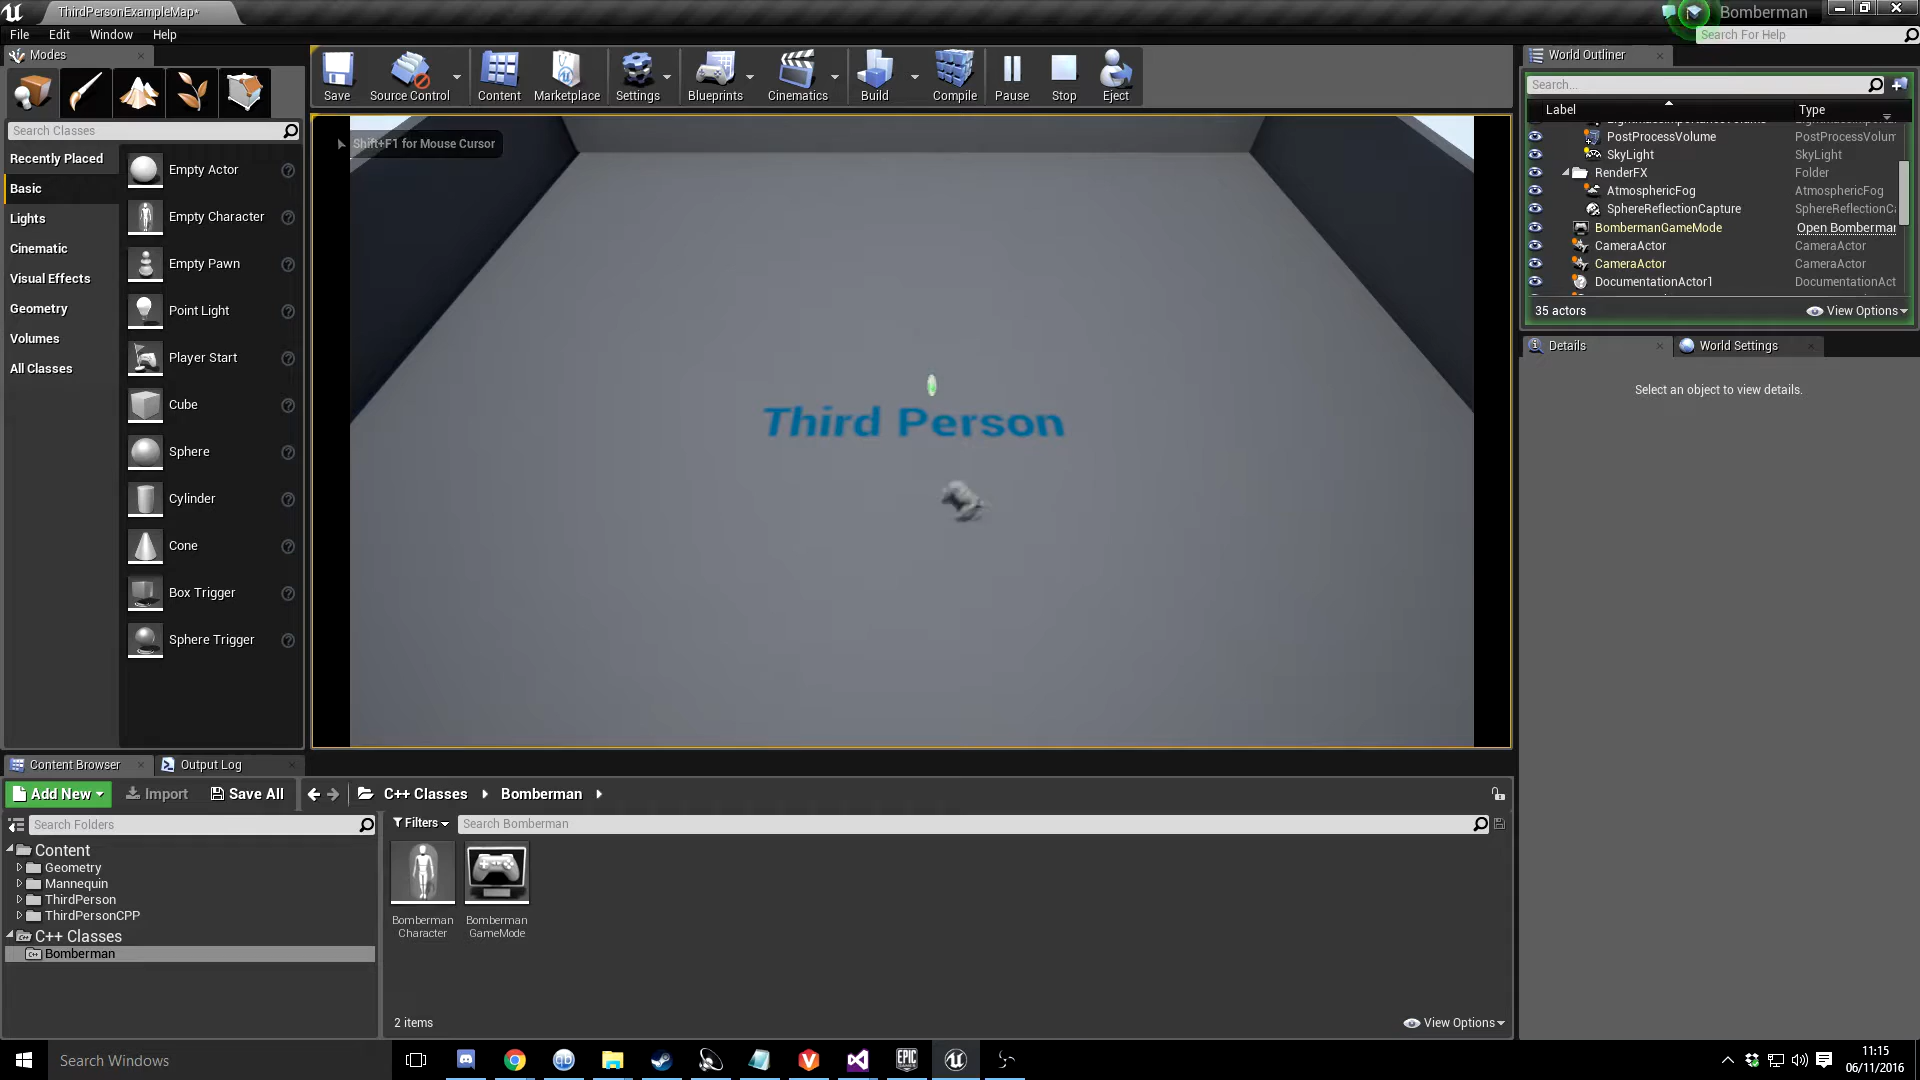 ThirdPersonExampleMap*
Bomberman
File Edit Window Help
Search For Help
Modes
Search Classes
Recently Placed
Basic
Lights
Cinematic
Visual Effects
Geometry
Volumes
All Classes
Empty Actor
Empty Character
Empty Pawn
Point Light
Player Start
Cube
Sphere
Cylinder
Cone
Box Trigger
Sphere Trigger
Save
Source Control
Content
Marketplace
Settings
Blueprints
Cinematics
Build
Compile
Pause
Stop
Eject
Shift+F1 for Mouse Cursor
Third Person
World Outliner
Search...
Label Type
PostProcessVolume PostProcessVolum
SkyLight SkyLight
RenderFX Folder
AtmosphericFog AtmosphericFog
SphereReflectionCapture SphereReflectionCa
BombermanGameMode Open Bomberman
CameraActor CameraActor
CameraActor CameraActor
DocumentationActor1 DocumentationAct
35 actors View Options
Details
World Settings
Select an object to view details.
Content Browser
Output Log
Add New Import Save All
C++ Classes Bomberman
Search Folders
Content
Geometry
Mannequin
ThirdPerson
ThirdPersonCPP
C++ Classes
Bomberman
Filters
Search Bomberman
Bomberman
Character
Bomberman
GameMode
2 items
View Options
Search Windows
EPIC
GAMES
11:15
06/11/2016